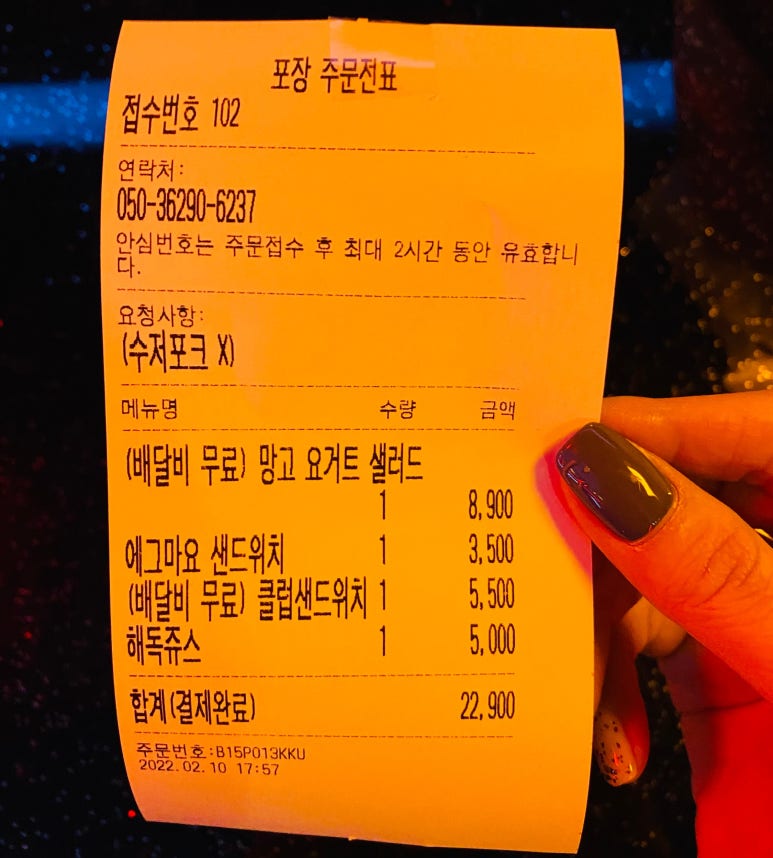 포장 주문전표
접수번호 102
연락처:
050-36290-6237
안심번호는 주문접수 후 최대 2시간 동안 유효합니
다.
요청사항:
(수저포크 X)
메뉴명 수량 금액
(배달비 무료) 망고 요거트 샐러드
1 8,900
에그마요 샌드위치 1 3,500
(배달비 무료) 클럽샌드위치 1 5,500
해독쥬스 1 5,000
합계(결제완료) 22,900
주문번호:B15P013KKU
2022.02.10 17:57